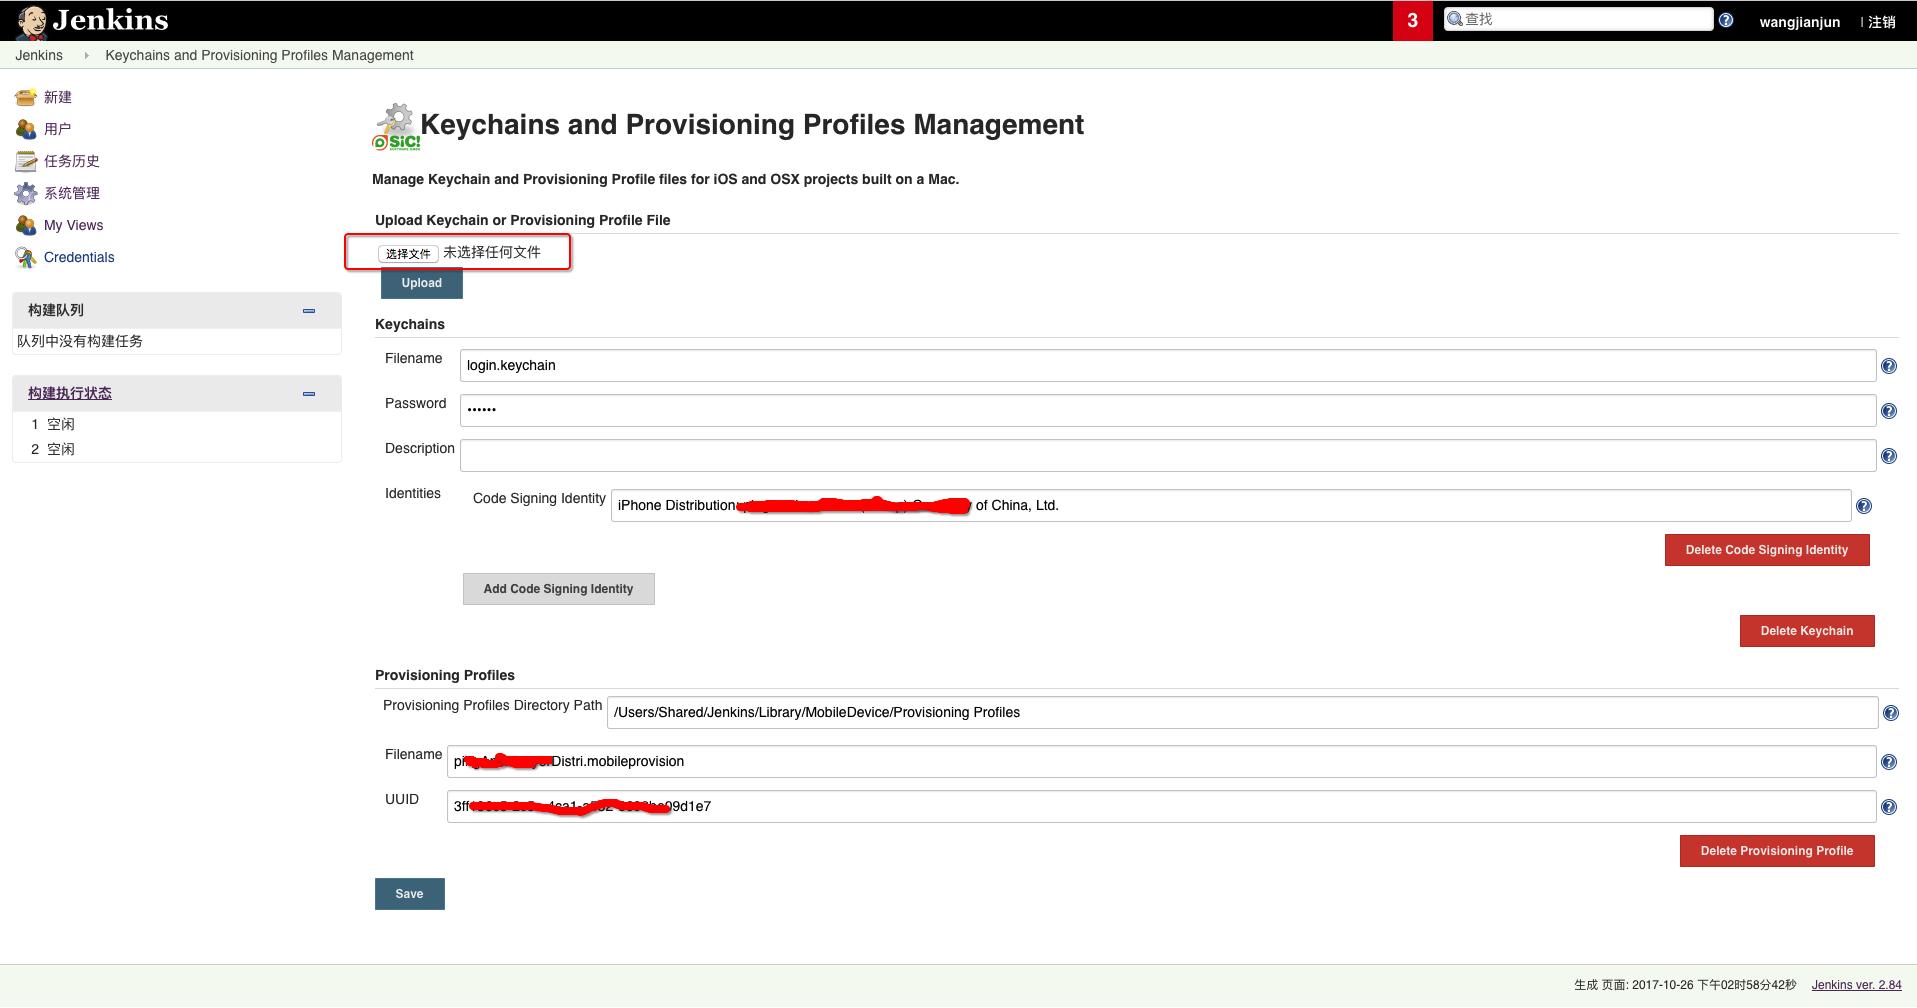 Jenkins
3
查找
wangjianjun
注销
Jenkins
Keychains and Provisioning Profiles Management
新建
用户
任务历史
系统管理
My Views
Credentials
构建队列
队列中没有构建任务
构建执行状态
1 空闲
2 空闲
SiC!
Keychains and Provisioning Profiles Management
Manage Keychain and Provisioning Profile files for iOS and OSX projects built on a Mac.
Upload Keychain or Provisioning Profile File
选择文件 未选择任何文件
Upload
Keychains
Filename login.keychain
Password ••••••
Description
Identities Code Signing Identity iPhone Distribution: of China, Ltd.
Delete Code Signing Identity
Add Code Signing Identity
Delete Keychain
Provisioning Profiles
Provisioning Profiles Directory Path /Users/Shared/Jenkins/Library/MobileDevice/Provisioning Profiles
Filename Distri.mobileprovision
UUID 3ff 09d1e7
Delete Provisioning Profile
Save
生成 页面: 2017-10-26 下午02时58分42秒 Jenkins ver. 2.84